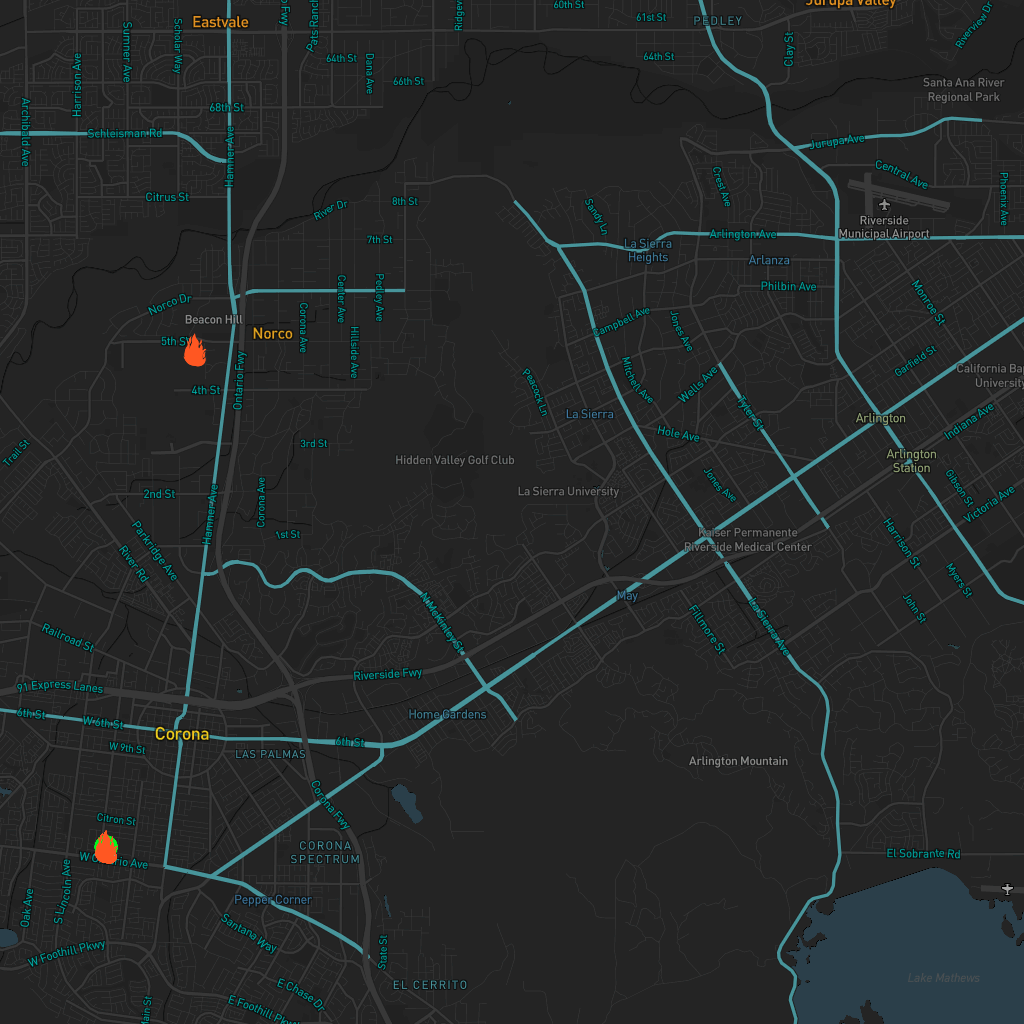 60th St
Jurupa Valley
61st St
PEDLEY
Eastvale
Sumner Ave
Scholar Way
Harrison Ave
Archibald Ave
64th St
Dana Ave
66th St
64th St
Clay St
Riverview Dr
Santa Ana River
Regional Park
68th St
Schleisman Rd
Hamner Ave
Jurupa Ave
Central Ave
Crest Ave
Phoenix Ave
Citrus St
River Dr
8th St
Sandy Ln
7th St
La Sierra
Heights
Arlington Ave
Riverside
Municipal Airport
Arlanza
Philbin Ave
Monroe St
Norco Dr
Center Ave
Pedley Ave
Corona Ave
Hillside Ave
Beacon Hill
Norco
5th St
Ontario Fwy
4th St
Campbell Ave
Jones Ave
Garfield St
California Bap
University
Mitchell Ave
Wells Ave
Peacock Ln
Tyler St
La Sierra
Arlington
Indiana Ave
Hole Ave
Trail St
3rd St
Hidden Valley Golf Club
Arlington
Station
Jones Ave
La Sierra University
Gibson St
Victoria Ave
2nd St
Corona Ave
Hamner Ave
1st St
Parkridge Ave
River Rd
Kaiser Permanente
Riverside Medical Center
Harrison St
Myers St
John St
May
N McKinley St
Fillmore St
La Sierra Ave
Railroad St
Riverside Fwy
91 Express Lanes
6th St
W 6th St
Corona
Home Gardens
6th St
W 9th St
LAS PALMAS
Arlington Mountain
Corona Fwy
Citron St
CORONA
SPECTRUM
El Sobrante Rd
Oak Ave
S Lincoln Ave
Pepper Corner
Santana Way
W Foothill Pkwy
State St
E Chase Dr
EL CERRITO
Lake Mathews
E Foothill Pkwy